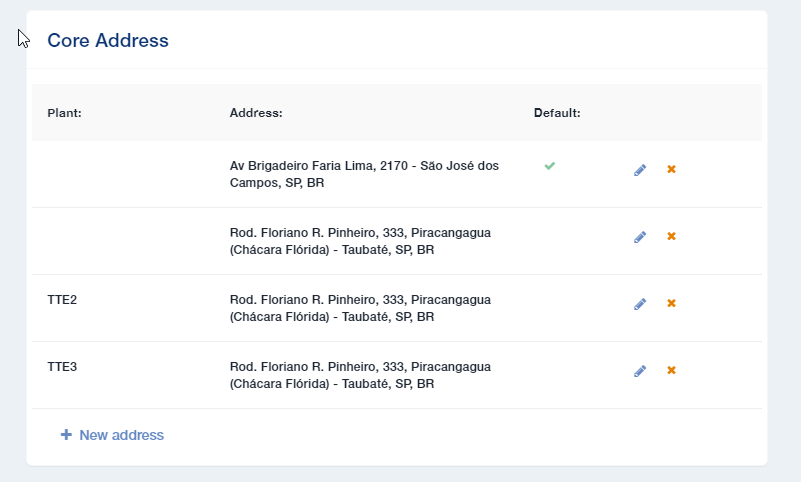 Core Address
Plant: Address: Default:
Av Brigadeiro Faria Lima, 2170 - São José dos
Campos, SP, BR
Rod. Floriano R. Pinheiro, 333, Piracangagua
(Chácara Flórida) - Taubaté, SP, BR
TTE2 Rod. Floriano R. Pinheiro, 333, Piracangagua
(Chácara Flórida) - Taubaté, SP, BR
TTE3 Rod. Floriano R. Pinheiro, 333, Piracangagua
(Chácara Flórida) - Taubaté, SP, BR
New address